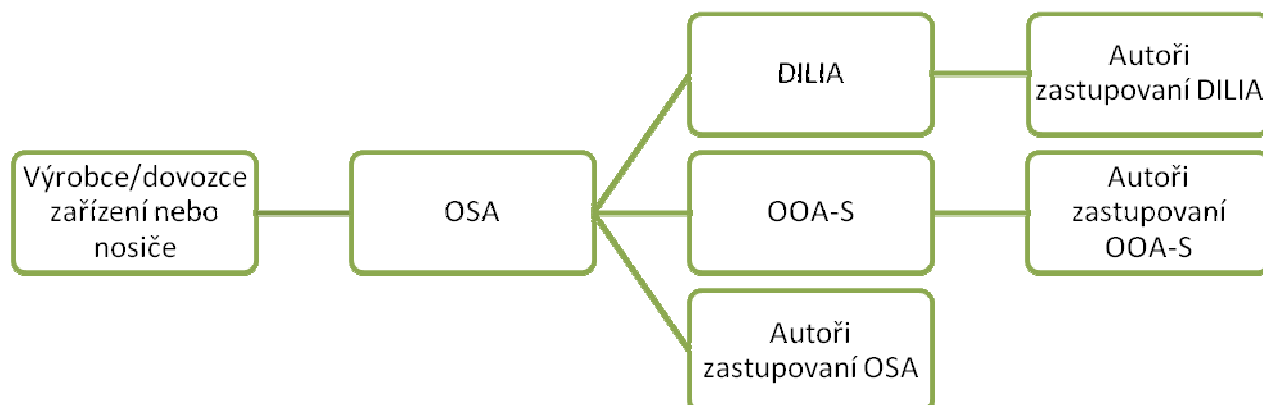 Výrobce/dovozce
zařízení nebo
nosiče
OSA
DILIA
OOA-S
Autoři
zastupovaní OSA
Autoři
zastupovaní DILIA
Autoři
zastupovaní
OOA-S